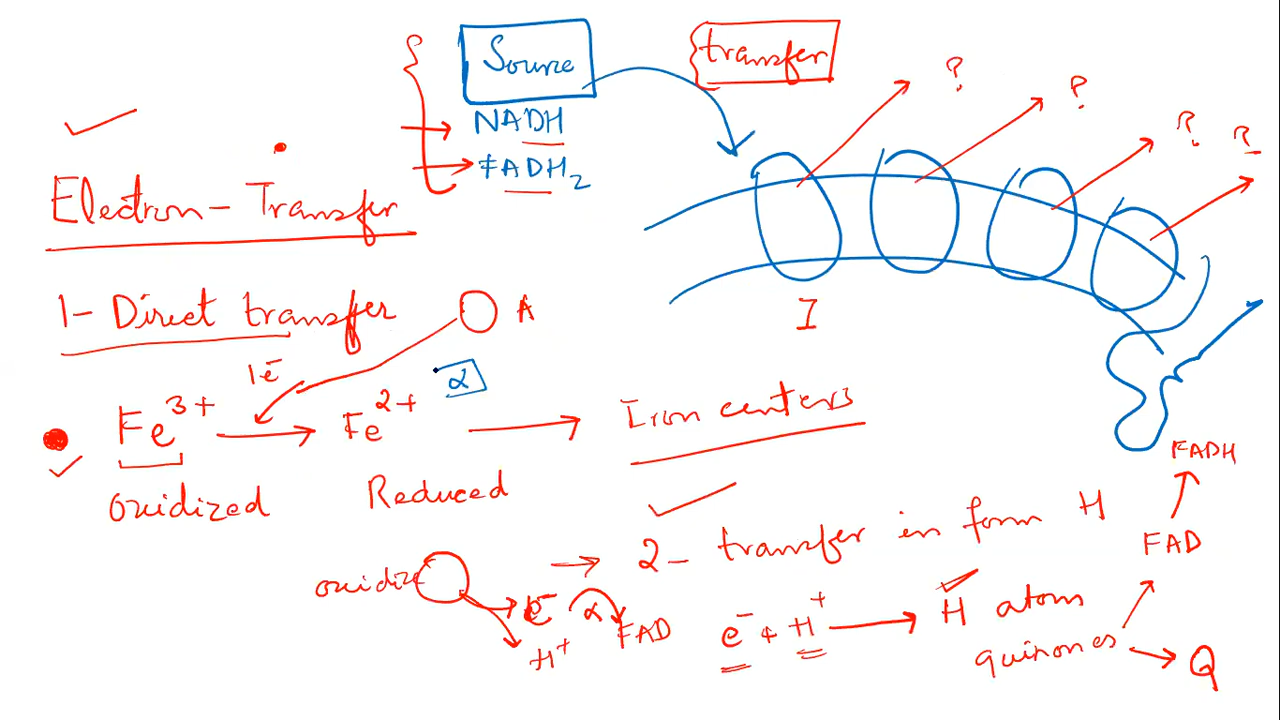 Source
transfer
NADH
FADH₂
? ? ? ?
Electron - Transfer
I
1- Direct transfer
A
1e⁻
α
Fe³⁺ → Fe²⁺ → Iron centers
oxidized
Reduced
FADH
→ 2- transfer in form H
FAD
oxidize
e⁻ α FAD
H⁺
e⁻ + H⁺ → H atoms
quinones → Q